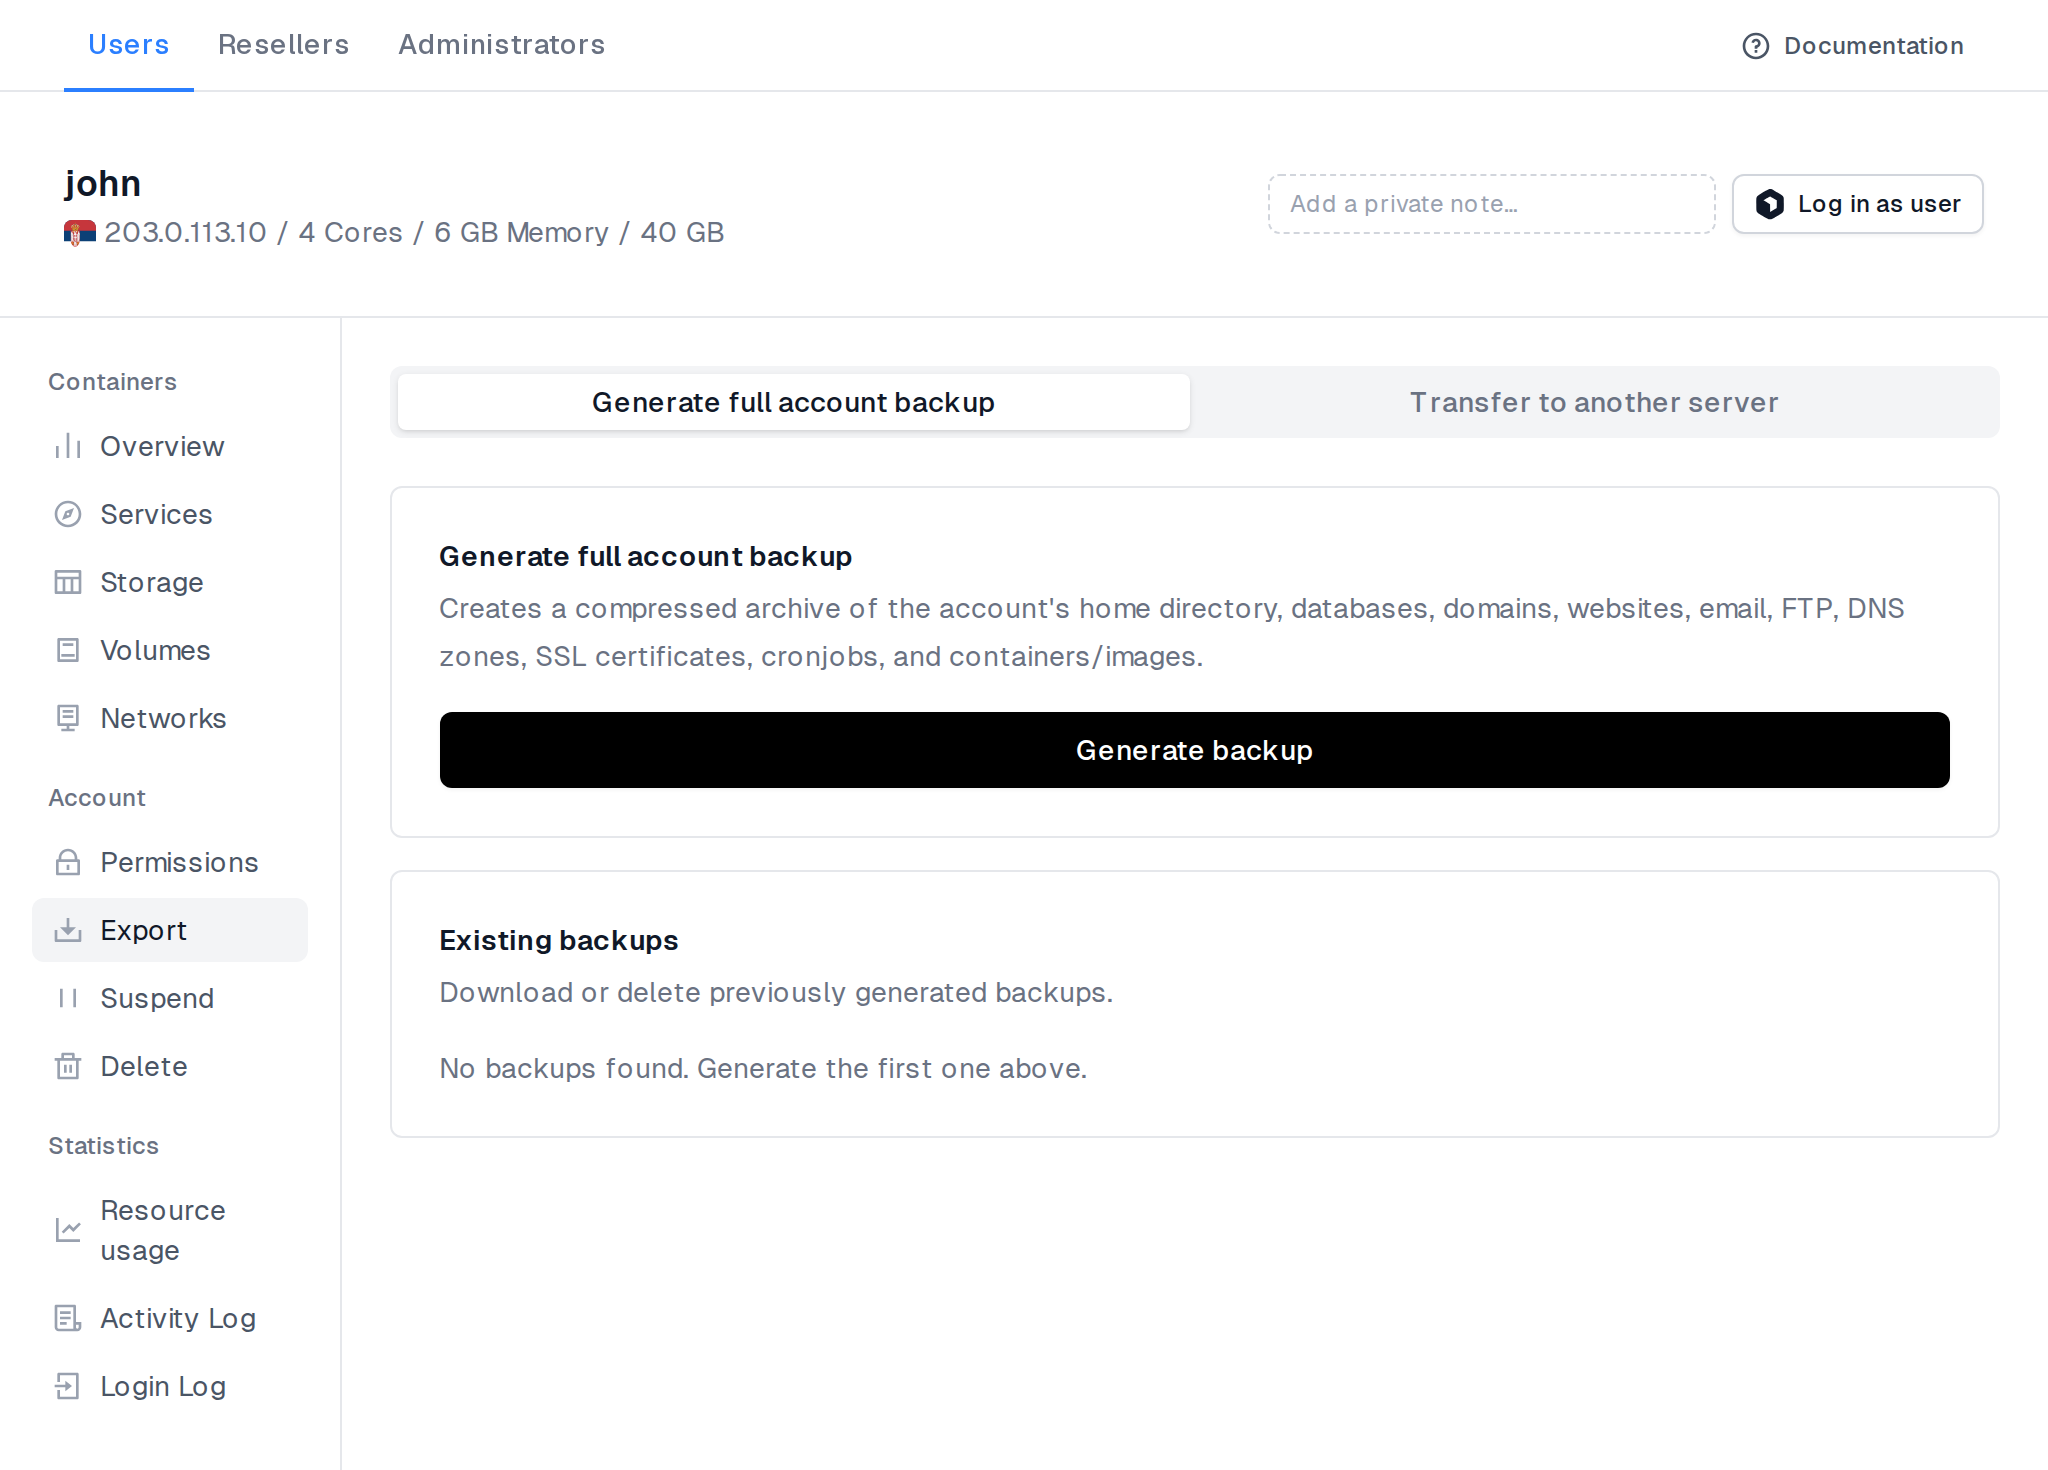 Users Resellers Administrators Documentation
john
203.0.113.10 / 4 Cores / 6 GB Memory / 40 GB
Add a private note…
Log in as user
Containers
Overview
Services
Storage
Volumes
Networks
Account
Permissions
Export
Suspend
Delete
Statistics
Resource
usage
Activity Log
Login Log
Generate full account backup Transfer to another server
Generate full account backup
Creates a compressed archive of the account's home directory, databases, domains, websites, email, FTP, DNS
zones, SSL certificates, cronjobs, and containers/images.
Generate backup
Existing backups
Download or delete previously generated backups.
No backups found. Generate the first one above.